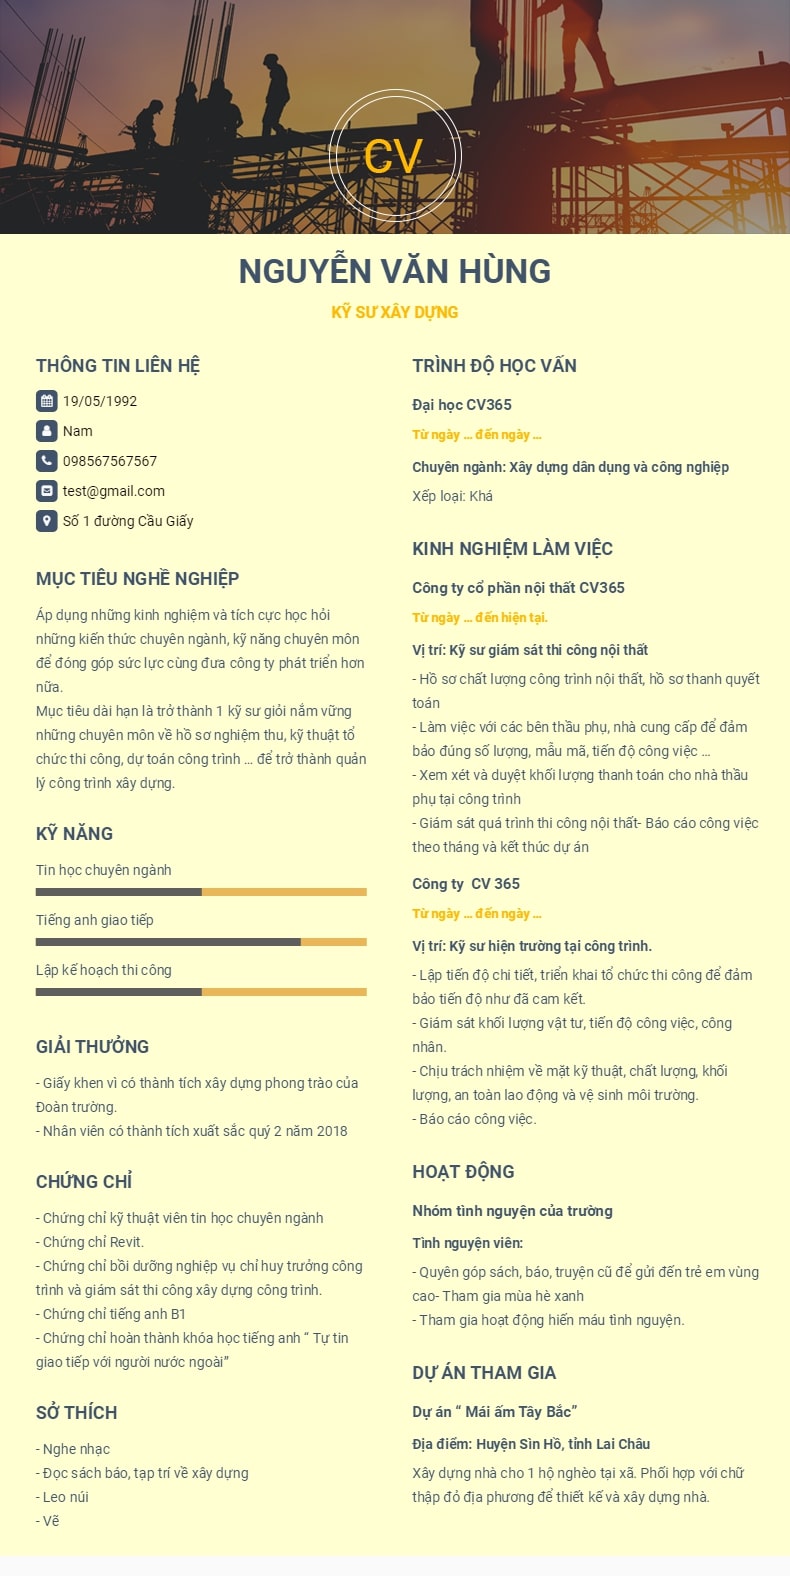 CV
NGUYỄN VĂN HÙNG
KỸ SƯ XÂY DỰNG
THÔNG TIN LIÊN HỆ
19/05/1992
Nam
098567567567
test@gmail.com
Số 1 đường Cầu Giấy
MỤC TIÊU NGHỀ NGHIỆP
Áp dụng những kinh nghiệm và tích cực học hỏi
những kiến thức chuyên ngành, kỹ năng chuyên môn
để đóng góp sức lực cùng đưa công ty phát triển hơn
nữa.
Mục tiêu dài hạn là trở thành 1 kỹ sư giỏi nắm vững
những chuyên môn về hồ sơ nghiệm thu, kỹ thuật tổ
chức thi công, dự toán công trình ... để trở thành quản
lý công trình xây dựng.
KỸ NĂNG
Tin học chuyên ngành
Tiếng anh giao tiếp
Lập kế hoạch thi công
GIẢI THƯỞNG
- Giấy khen vì có thành tích xây dựng phong trào của
Đoàn trường.
- Nhân viên có thành tích xuất sắc quý 2 năm 2018
CHỨNG CHỈ
- Chứng chỉ kỹ thuật viên tin học chuyên ngành
- Chứng chỉ Revit.
- Chứng chỉ bồi dưỡng nghiệp vụ chỉ huy trưởng công
trình và giám sát thi công xây dựng công trình.
- Chứng chỉ tiếng anh B1
- Chứng chỉ hoàn thành khóa học tiếng anh “ Tự tin
giao tiếp với người nước ngoài”
SỞ THÍCH
- Nghe nhạc
- Đọc sách báo, tạp trí về xây dựng
- Leo núi
- Vẽ
TRÌNH ĐỘ HỌC VẤN
Đại học CV365
Từ ngày ... đến ngày ...
Chuyên ngành: Xây dựng dân dụng và công nghiệp
Xếp loại: Khá
KINH NGHIỆM LÀM VIỆC
Công ty cổ phần nội thất CV365
Từ ngày ... đến hiện tại.
Vị trí: Kỹ sư giám sát thi công nội thất
- Hồ sơ chất lượng công trình nội thất, hồ sơ thanh quyết
toán
- Làm việc với các bên thầu phụ, nhà cung cấp để đảm
bảo đúng số lượng, mẫu mã, tiến độ công việc ...
- Xem xét và duyệt khối lượng thanh toán cho nhà thầu
phụ tại công trình
- Giám sát quá trình thi công nội thất- Báo cáo công việc
theo tháng và kết thúc dự án
Công ty  CV 365
Từ ngày ... đến ngày ...
Vị trí: Kỹ sư hiện trường tại công trình.
- Lập tiến độ chi tiết, triển khai tổ chức thi công để đảm
bảo tiến độ như đã cam kết.
- Giám sát khối lượng vật tư, tiến độ công việc, công
nhân.
- Chịu trách nhiệm về mặt kỹ thuật, chất lượng, khối
lượng, an toàn lao động và vệ sinh môi trường.
- Báo cáo công việc.
HOẠT ĐỘNG
Nhóm tình nguyện của trường
Tình nguyện viên:
- Quyên góp sách, báo, truyện cũ để gửi đến trẻ em vùng
cao- Tham gia mùa hè xanh
- Tham gia hoạt động hiến máu tình nguyện.
DỰ ÁN THAM GIA
Dự án “ Mái ấm Tây Bắc”
Địa điểm: Huyện Sìn Hồ, tỉnh Lai Châu
Xây dựng nhà cho 1 hộ nghèo tại xã. Phối hợp với chữ
thập đỏ địa phương để thiết kế và xây dựng nhà.